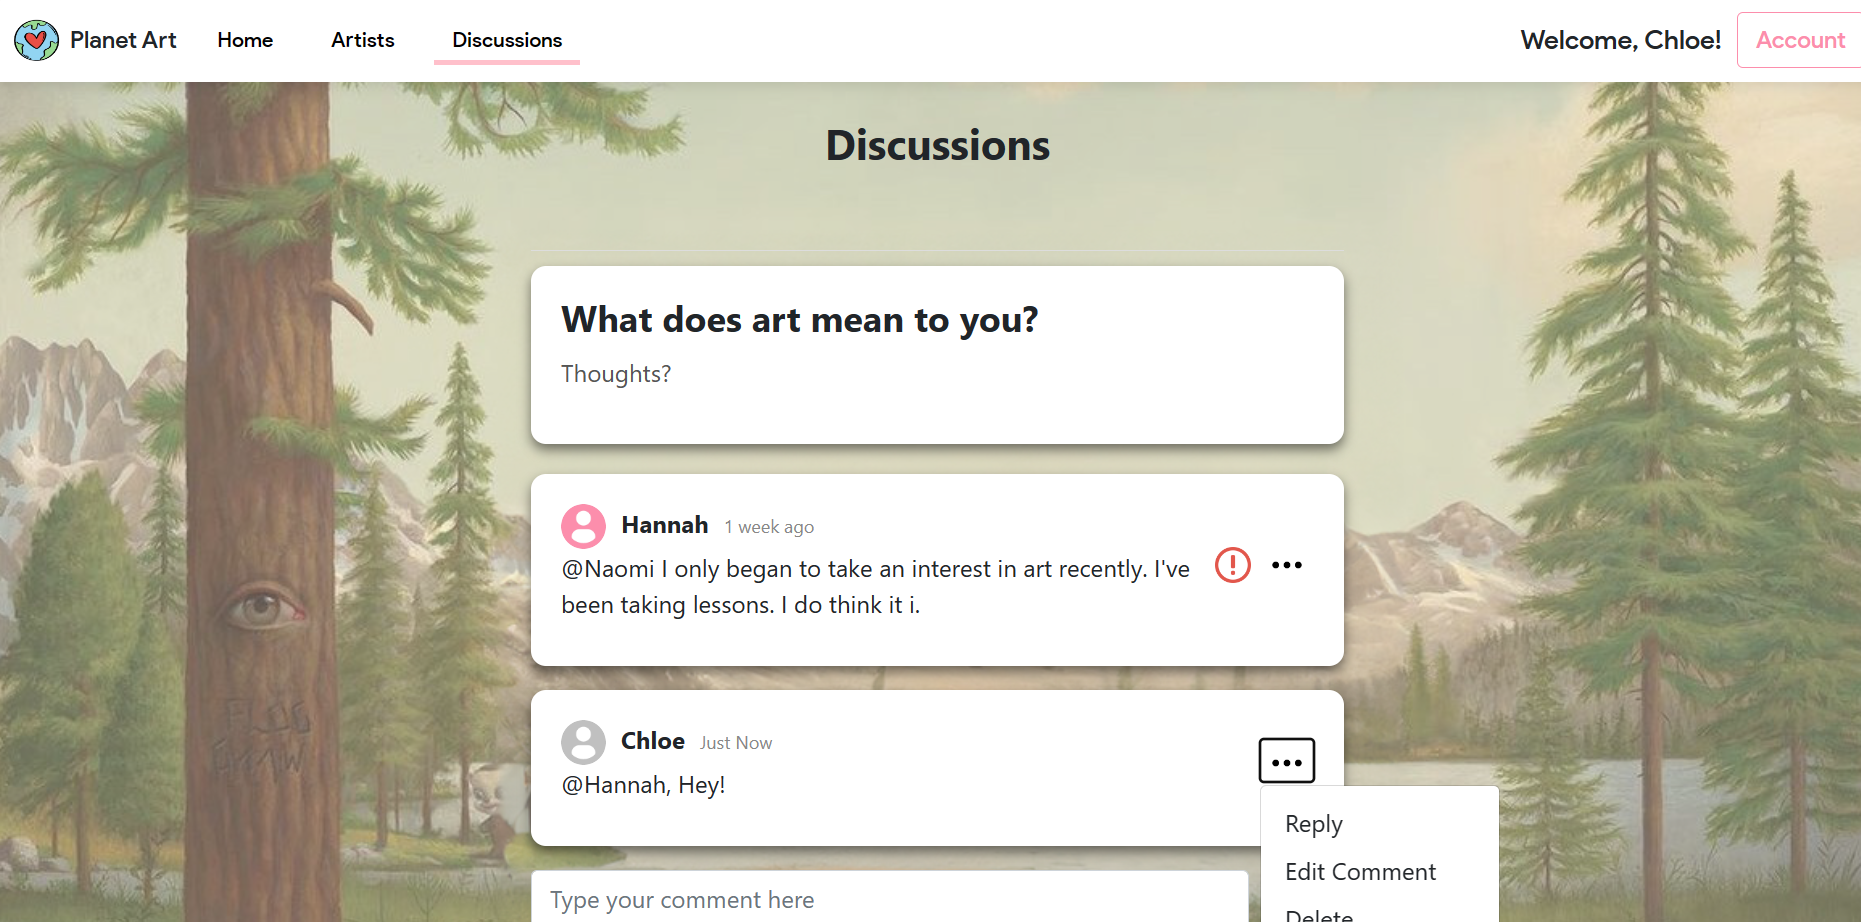 Planet Art
Home
Artists
Discussions
Welcome, Chloe!
Account
Discussions
What does art mean to you?
Thoughts?
Hannah 1 week ago
@Naomi I only began to take an interest in art recently. I've
been taking lessons. I do think it i.
Chloe Just Now
@Hannah, Hey!
Reply
Edit Comment
Delete
Type your comment here